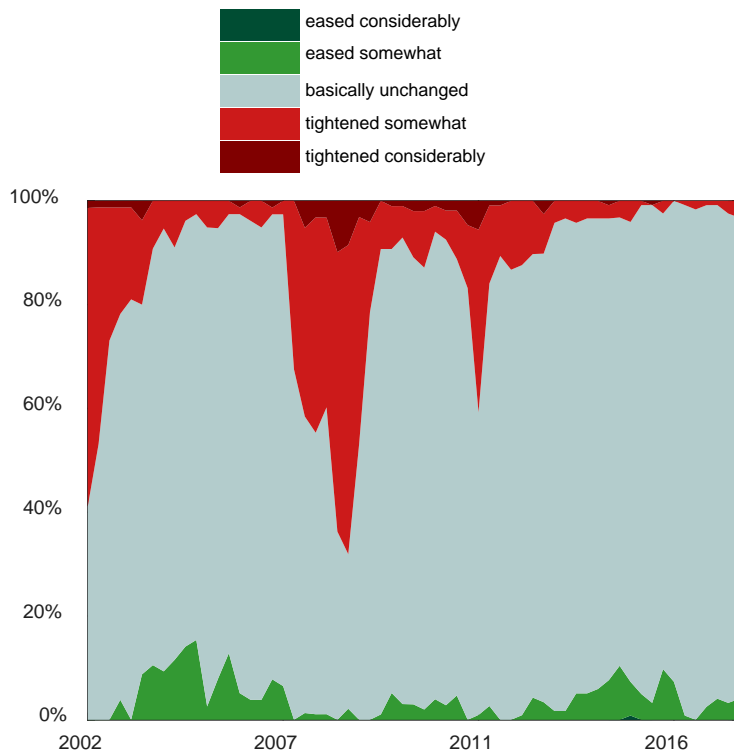 eased considerably
eased somewhat
basically unchanged
tightened somewhat
tightened considerably
100%
80%
60%
40%
20%
0%
2002 2007 2011 2016